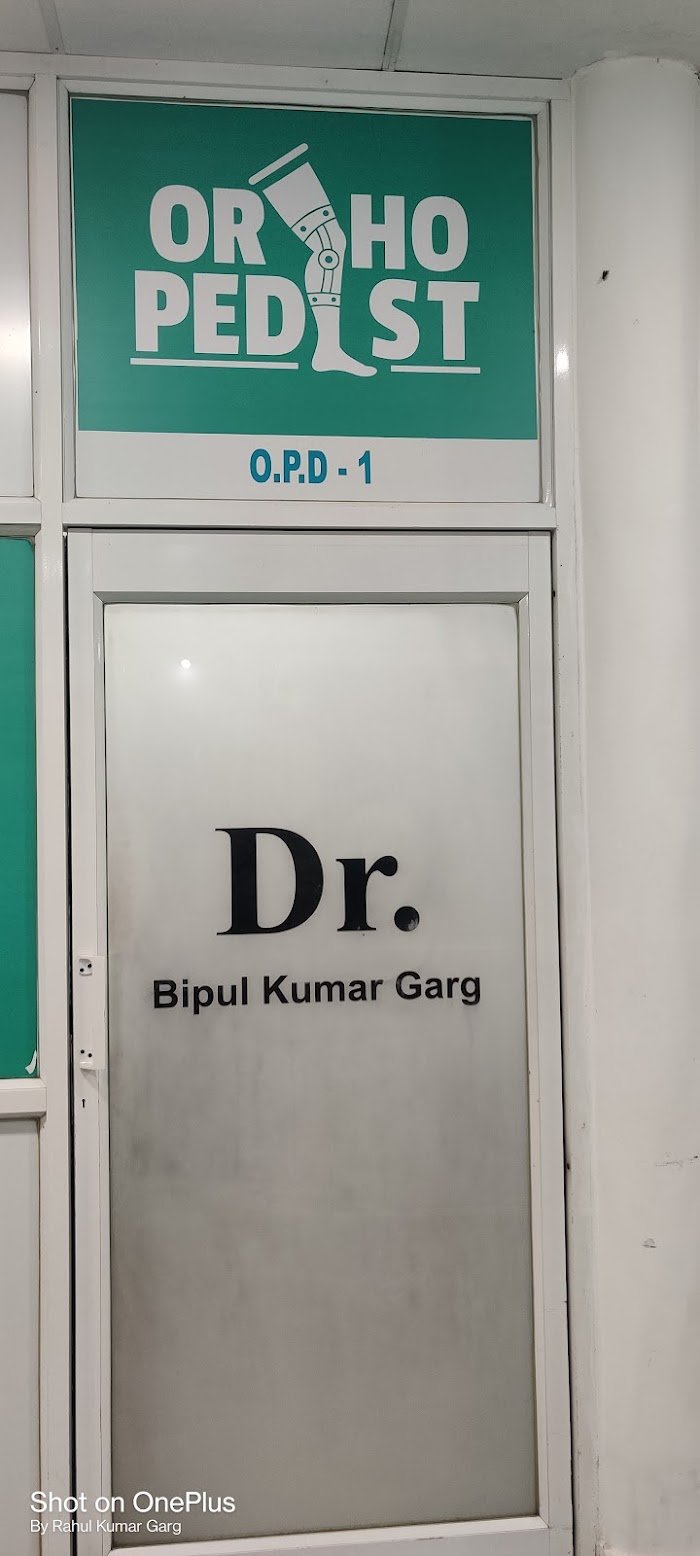 ORTHO
PEDIST
O.P.D - 1
Dr.
Bipul Kumar Garg
Shot on OnePlus
By Rahul Kumar Garg